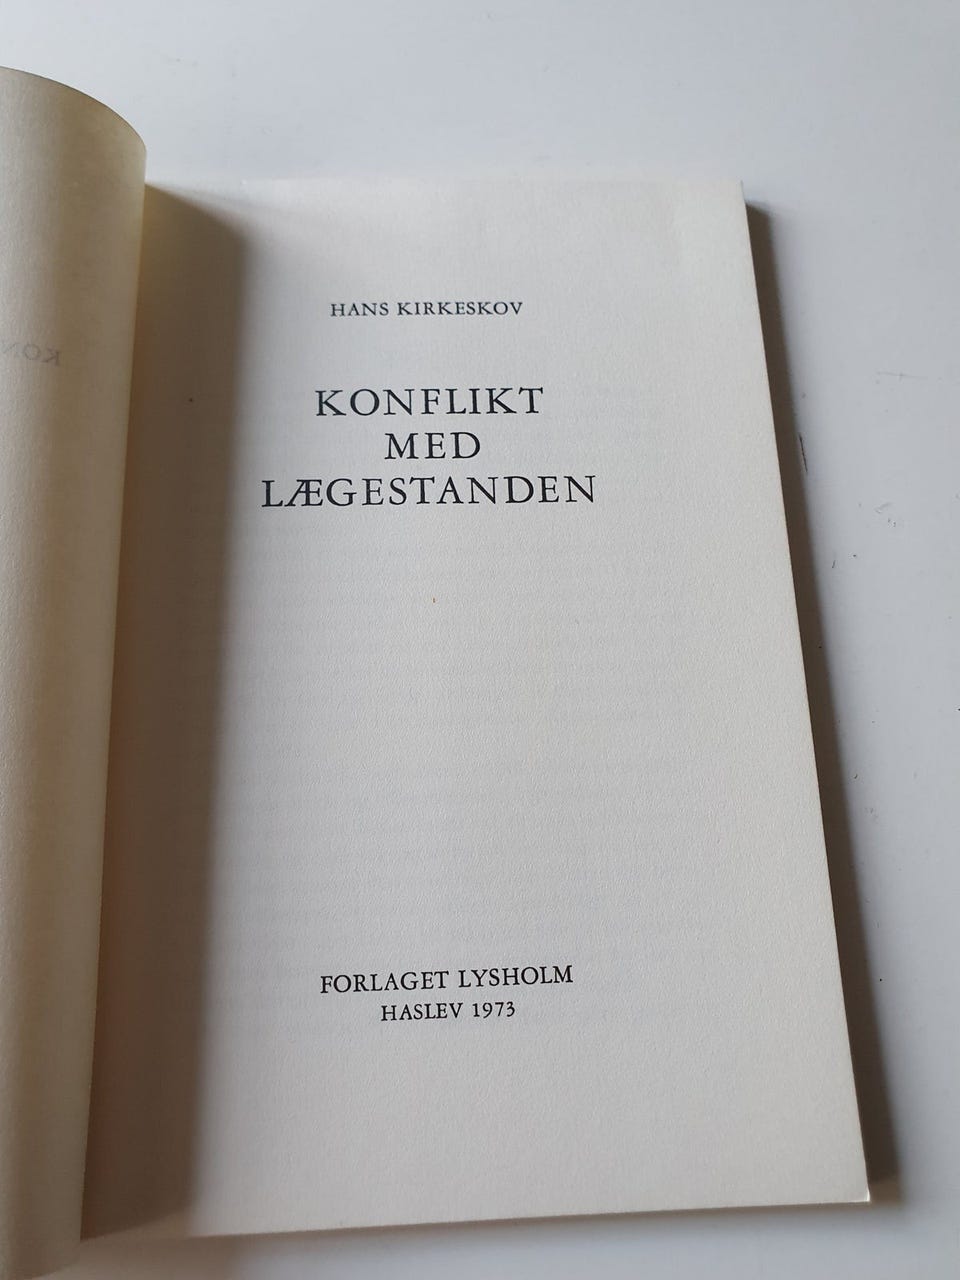 HANS KIRKESKOV
KONFLIKT
MED
LÆGESTANDEN
FORLAGET LYSHOLM
HASLEV 1973